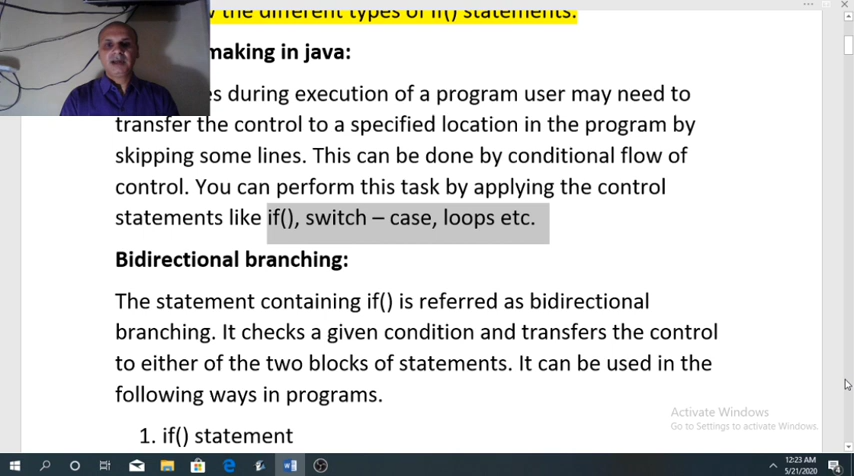 the different types of if() statements.
making in java:
during execution of a program user may need to
transfer the control to a specified location in the program by
skipping some lines. This can be done by conditional flow of
control. You can perform this task by applying the control
statements like if(), switch – case, loops etc.
Bidirectional branching:
The statement containing if() is referred as bidirectional
branching. It checks a given condition and transfers the control
to either of the two blocks of statements. It can be used in the
following ways in programs.
1. if() statement
Activate Windows
Go to Settings to activate Windows.
12:23 AM
5/21/2020